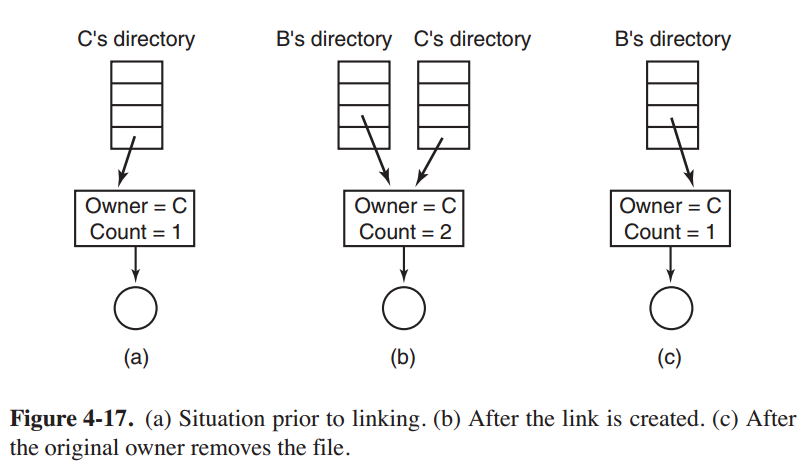 C's directory
B's directory C's directory
B's directory
Owner = C
Count = 1
Owner = C
Count = 2
Owner = C
Count = 1
(a)
(b)
(c)
Figure 4-17. (a) Situation prior to linking. (b) After the link is created. (c) After
the original owner removes the file.